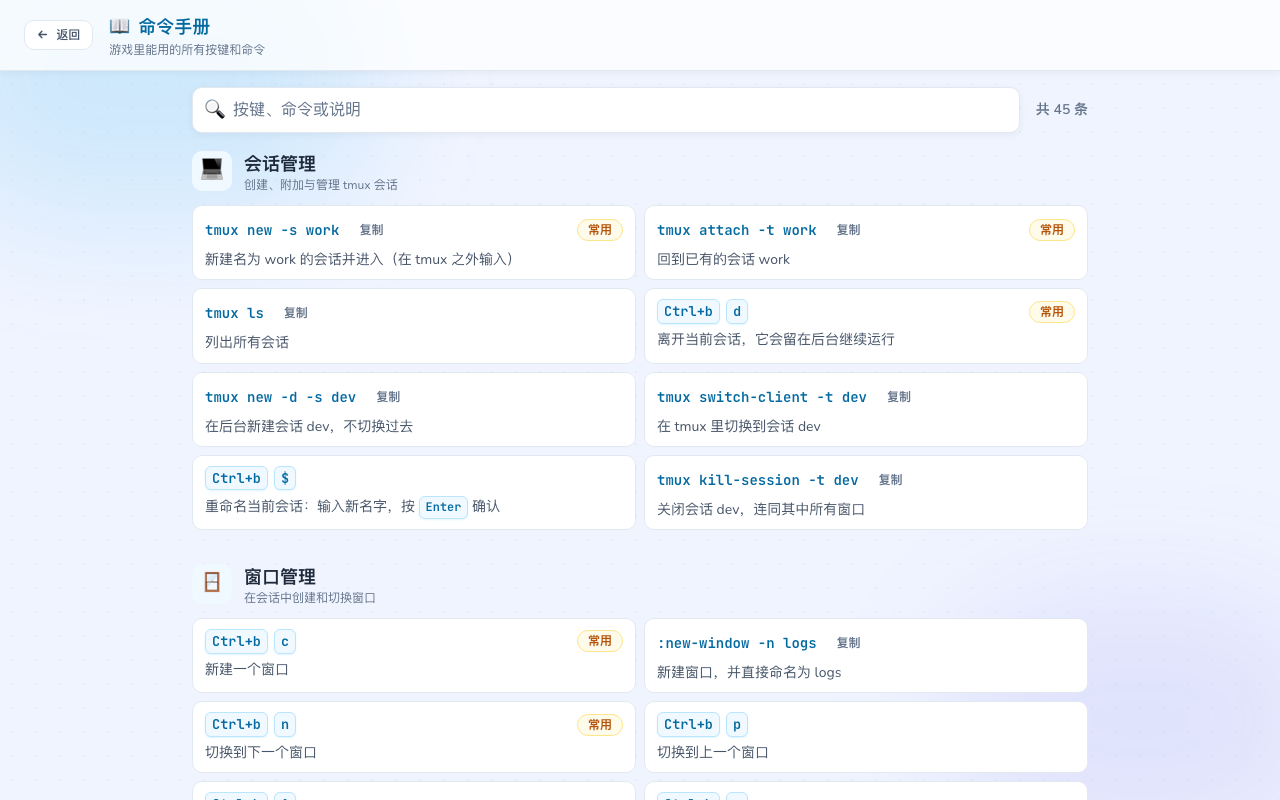 ← 返回
📖 命令手册
游戏里能用的所有按键和命令
🔍 按键、命令或说明
共 45 条
会话管理
创建、附加与管理 tmux 会话
tmux new -s work 复制 常用
新建名为 work 的会话并进入（在 tmux 之外输入）
tmux attach -t work 复制 常用
回到已有的会话 work
tmux ls 复制
列出所有会话
Ctrl+b d 常用
离开当前会话，它会留在后台继续运行
tmux new -d -s dev 复制
在后台新建会话 dev，不切换过去
tmux switch-client -t dev 复制
在 tmux 里切换到会话 dev
Ctrl+b $
重命名当前会话：输入新名字，按 Enter 确认
tmux kill-session -t dev 复制
关闭会话 dev，连同其中所有窗口
窗口管理
在会话中创建和切换窗口
Ctrl+b c 常用
新建一个窗口
:new-window -n logs 复制
新建窗口，并直接命名为 logs
Ctrl+b n 常用
切换到下一个窗口
Ctrl+b p
切换到上一个窗口